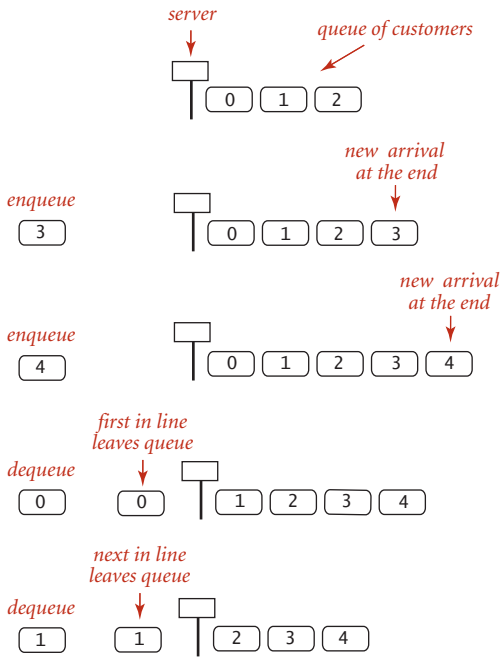 server
queue of customers
0 1 2
new arrival
at the end
enqueue
3
0 1 2 3
new arrival
at the end
enqueue
4
0 1 2 3 4
first in line
leaves queue
dequeue
0
0
1 2 3 4
next in line
leaves queue
dequeue
1
1
2 3 4